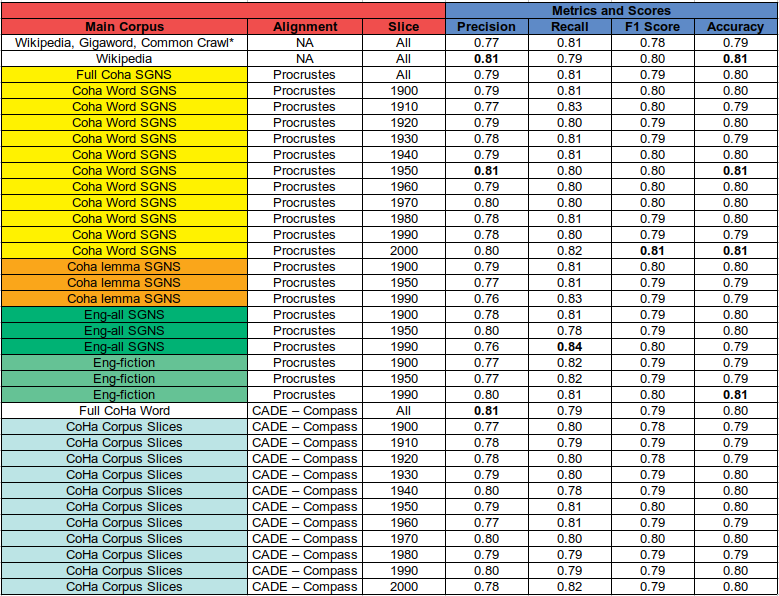 Metrics and Scores
Main Corpus Alignment Slice Precision Recall F1 Score Accuracy
Wikipedia, Gigaword, Common Crawl* NA All 0.77 0.81 0.78 0.79
Wikipedia NA All 0.81 0.79 0.80 0.81
Full Coha SGNS Procrustes All 0.79 0.81 0.79 0.80
Coha Word SGNS Procrustes 1900 0.79 0.81 0.80 0.80
Coha Word SGNS Procrustes 1910 0.77 0.83 0.80 0.79
Coha Word SGNS Procrustes 1920 0.79 0.80 0.79 0.80
Coha Word SGNS Procrustes 1930 0.78 0.81 0.79 0.79
Coha Word SGNS Procrustes 1940 0.79 0.81 0.80 0.80
Coha Word SGNS Procrustes 1950 0.81 0.80 0.80 0.81
Coha Word SGNS Procrustes 1960 0.79 0.80 0.79 0.80
Coha Word SGNS Procrustes 1970 0.80 0.80 0.80 0.80
Coha Word SGNS Procrustes 1980 0.78 0.81 0.79 0.80
Coha Word SGNS Procrustes 1990 0.78 0.80 0.79 0.79
Coha Word SGNS Procrustes 2000 0.80 0.82 0.81 0.81
Coha lemma SGNS Procrustes 1900 0.79 0.81 0.80 0.80
Coha lemma SGNS Procrustes 1950 0.77 0.81 0.79 0.79
Coha lemma SGNS Procrustes 1990 0.76 0.83 0.79 0.79
Eng-all SGNS Procrustes 1900 0.78 0.81 0.79 0.80
Eng-all SGNS Procrustes 1950 0.80 0.78 0.79 0.80
Eng-all SGNS Procrustes 1990 0.76 0.84 0.80 0.79
Eng-fiction Procrustes 1900 0.77 0.82 0.79 0.79
Eng-fiction Procrustes 1950 0.77 0.82 0.79 0.79
Eng-fiction Procrustes 1990 0.80 0.81 0.80 0.81
Full CoHa Word CADE – Compass All 0.81 0.79 0.79 0.80
CoHa Corpus Slices CADE – Compass 1900 0.77 0.80 0.78 0.79
CoHa Corpus Slices CADE – Compass 1910 0.78 0.79 0.79 0.79
CoHa Corpus Slices CADE – Compass 1920 0.78 0.80 0.78 0.79
CoHa Corpus Slices CADE – Compass 1930 0.79 0.80 0.79 0.80
CoHa Corpus Slices CADE – Compass 1940 0.80 0.78 0.79 0.80
CoHa Corpus Slices CADE – Compass 1950 0.79 0.81 0.80 0.80
CoHa Corpus Slices CADE – Compass 1960 0.77 0.81 0.79 0.79
CoHa Corpus Slices CADE – Compass 1970 0.80 0.80 0.80 0.80
CoHa Corpus Slices CADE – Compass 1980 0.79 0.79 0.79 0.79
CoHa Corpus Slices CADE – Compass 1990 0.80 0.79 0.79 0.80
CoHa Corpus Slices CADE – Compass 2000 0.78 0.82 0.79 0.80